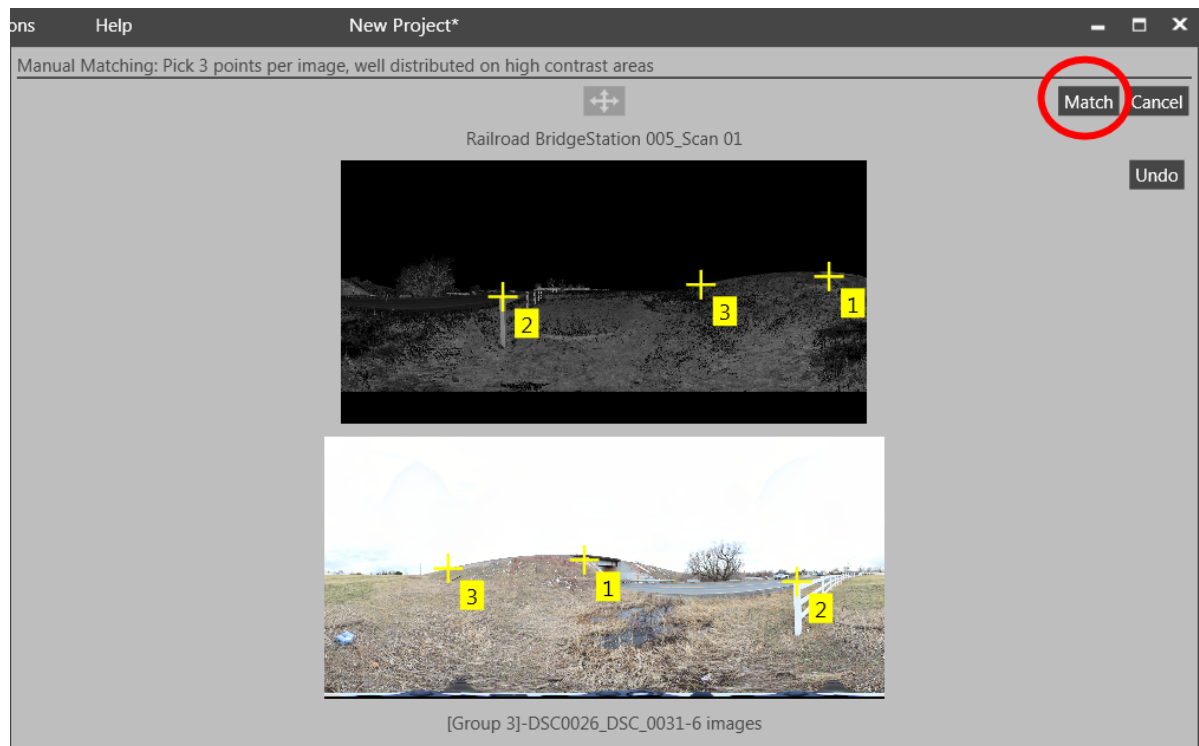 ons Help New Project*
Manual Matching: Pick 3 points per image, well distributed on high contrast areas
Match Cancel
Railroad BridgeStation 005_Scan 01
Undo
1
3
2
3
1
2
[Group 3]-DSC0026_DSC_0031-6 images